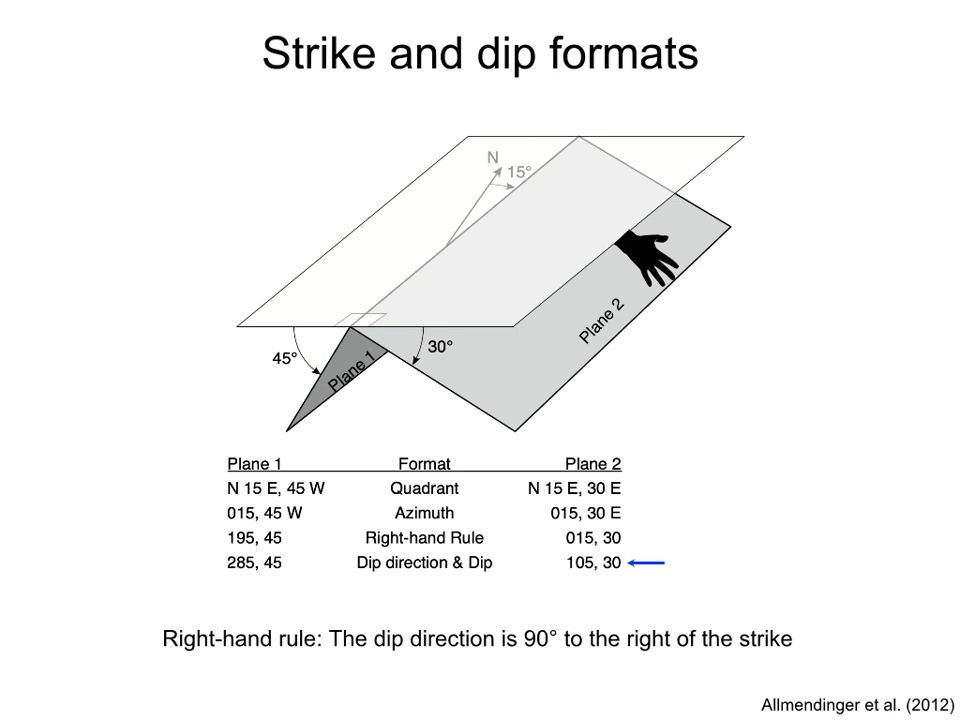 Strike and dip formats
N
15°
45°
30°
Plane 1
Plane 2
Plane 1 Format Plane 2
N 15 E, 45 W Quadrant N 15 E, 30 E
015, 45 W Azimuth 015, 30 E
195, 45 Right-hand Rule 015, 30
285, 45 Dip direction & Dip 105, 30
Right-hand rule: The dip direction is 90° to the right of the strike
Allmendinger et al. (2012)